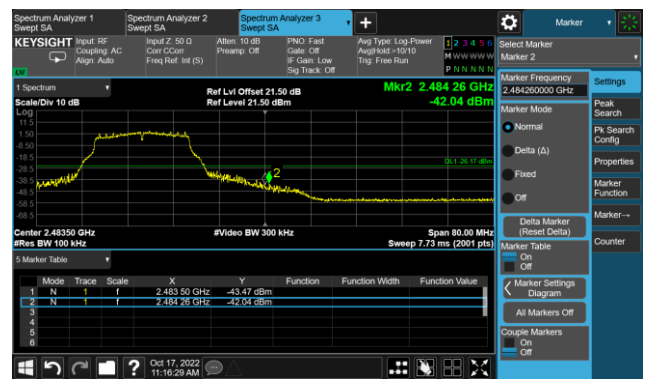 Spectrum Analyzer 1
Swept SA
Spectrum Analyzer 2
Swept SA
Spectrum Analyzer 3
Swept SA
Marker
KEYSIGHT
Input: RF
Coupling: AC
Align: Auto
Input Z: 50 Ω
Corr CCorr
Freq Ref: Int (S)
Atten: 10 dB
Preamp: Off
PNO: Fast
Gate: Off
IF Gain: Low
Sig Track: Off
Avg Type: Log-Power
Avg|Hold:>10/10
Trig: Free Run
1 2 3 4 5 6
M W W W W W
P N N N N N
LXI
1 Spectrum
Scale/Div 10 dB
Ref Lvl Offset 21.50 dB
Ref Level 21.50 dBm
Mkr2 2.484 26 GHz
-42.04 dBm
Log
11.5
1.50
-8.50
-18.5
-28.5
-38.5
-48.5
-58.5
-68.5
DL1 -26.17 dBm
2
Center 2.48350 GHz
#Res BW 100 kHz
#Video BW 300 kHz
Span 80.00 MHz
Sweep 7.73 ms (2001 pts)
5 Marker Table
Mode Trace Scale X Y Function Function Width Function Value
1 N 1 f 2.483 50 GHz -43.47 dBm
2 N 1 f 2.484 26 GHz -42.04 dBm
3
4
5
6
Select Marker
Marker 2
Marker Frequency
2.484260000 GHz
Marker Mode
Normal
Delta (Δ)
Fixed
Off
Delta Marker
(Reset Delta)
Marker Table
On
Off
Marker Settings
Diagram
All Markers Off
Couple Markers
On
Off
Settings
Peak
Search
Pk Search
Config
Properties
Marker
Function
Marker→
Counter
?
Oct 17, 2022
11:16:29 AM